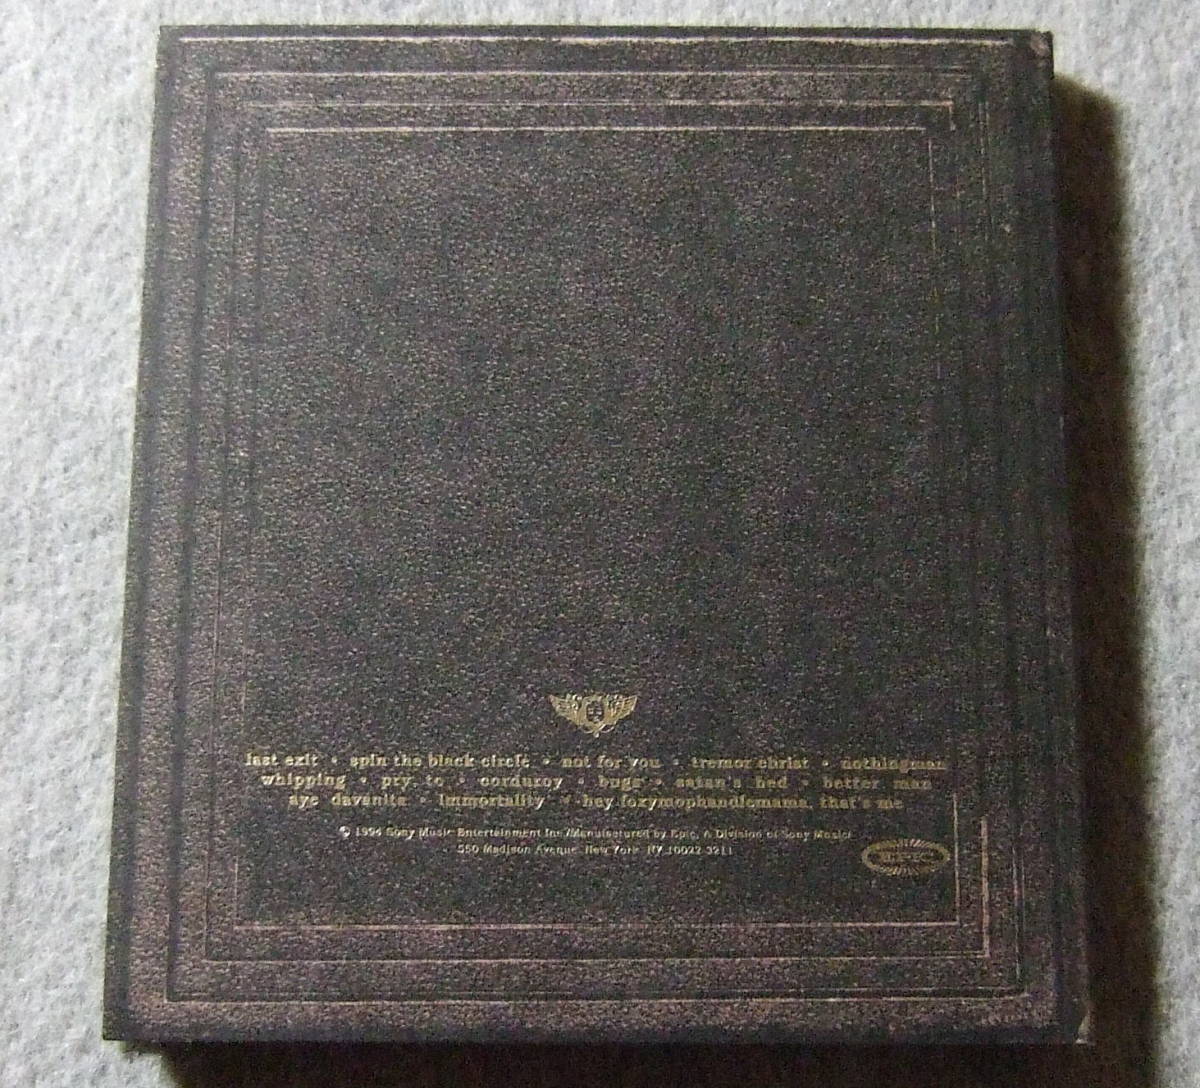 last exit • spin the black circle • not for you • tremor christ • nothingman
whipping • pry, to • corduroy • bugs • satan's bed • better man
aye davanita • immortality • hey foxymophandlemama, that's me
© 1994 Sony Music Entertainment Inc./Manufactured by Epic, A Division of Sony Music/
550 Madison Avenue, New York, NY 10022-3211
EPIC